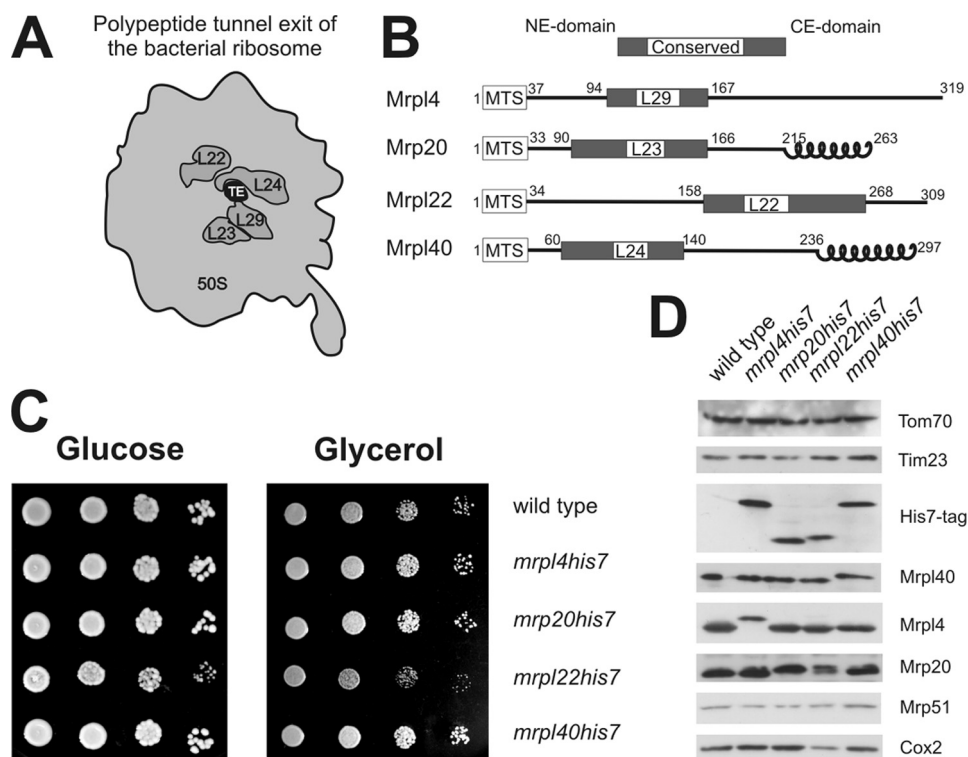 A
Polypeptide tunnel exit of
the bacterial ribosome
L22
L24
TE
L29
L23
50S
B
NE-domain
CE-domain
Conserved
Mrpl4
1 MTS 37 94 L29 167 319
Mrp20
1 MTS 33 90 L23 166 215 263
Mrpl22
1 MTS 34 158 L22 268 309
Mrpl40
1 MTS 60 L24 140 236 297
C
Glucose
Glycerol
wild type
mrpl4his7
mrp20his7
mrpl22his7
mrpl40his7
D
wild type
mrpl4his7
mrp20his7
mrpl22his7
mrpl40his7
Tom70
Tim23
His7-tag
Mrpl40
Mrpl4
Mrp20
Mrp51
Cox2